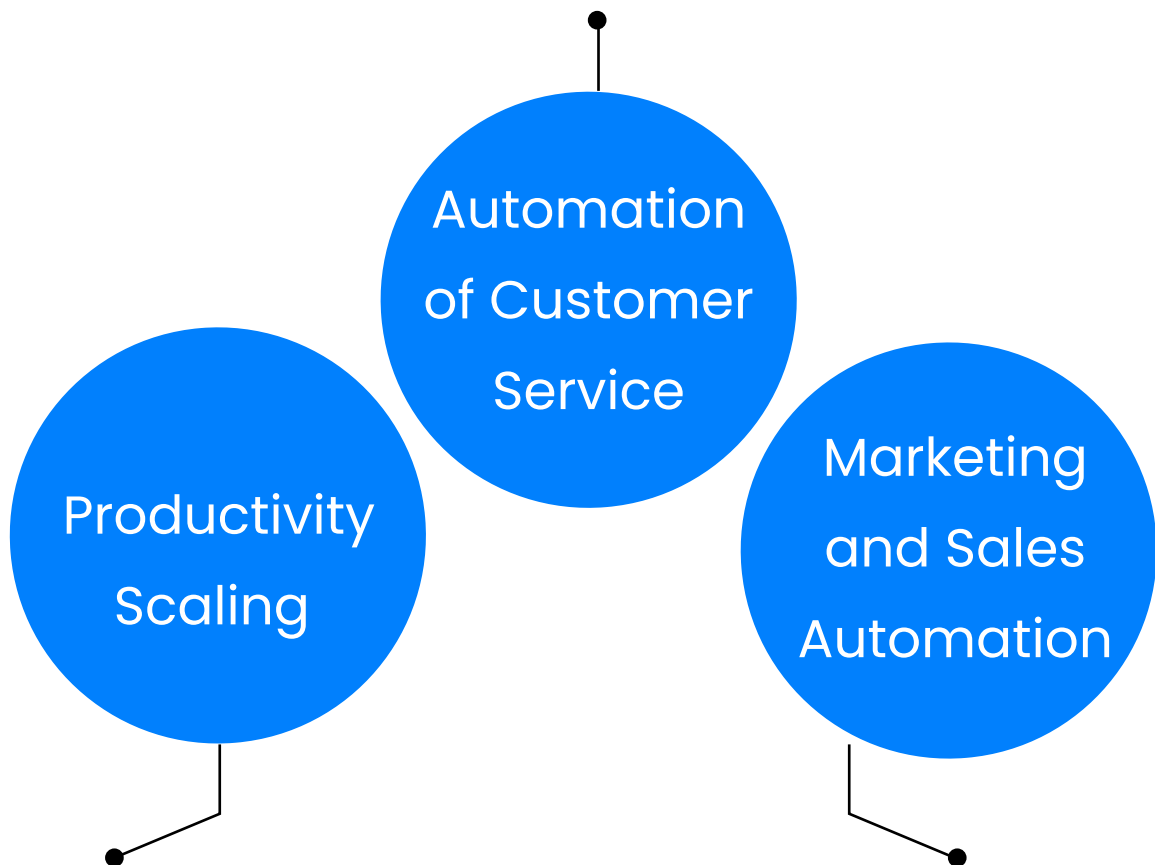 Automation
of Customer
Service
Productivity
Scaling
Marketing
and Sales
Automation